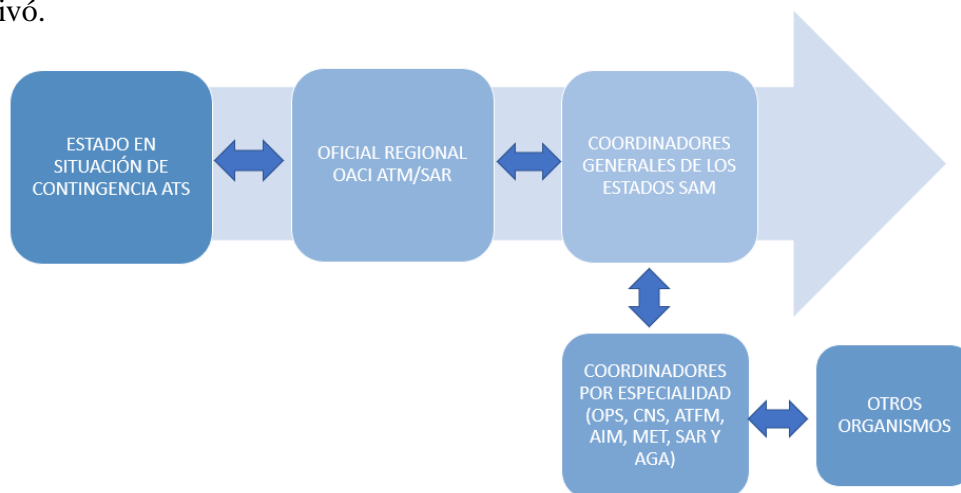 ivó.
ESTADO EN
SITUACIÓN DE
CONTINGENCIA ATS
OFICIAL REGIONAL
OACI ATM/SAR
COORDINADORES
GENERALES DE LOS
ESTADOS SAM
COORDINADORES
POR ESPECIALIDAD
(OPS, CNS, ATFM,
AIM, MET, SAR Y
AGA)
OTROS
ORGANISMOS